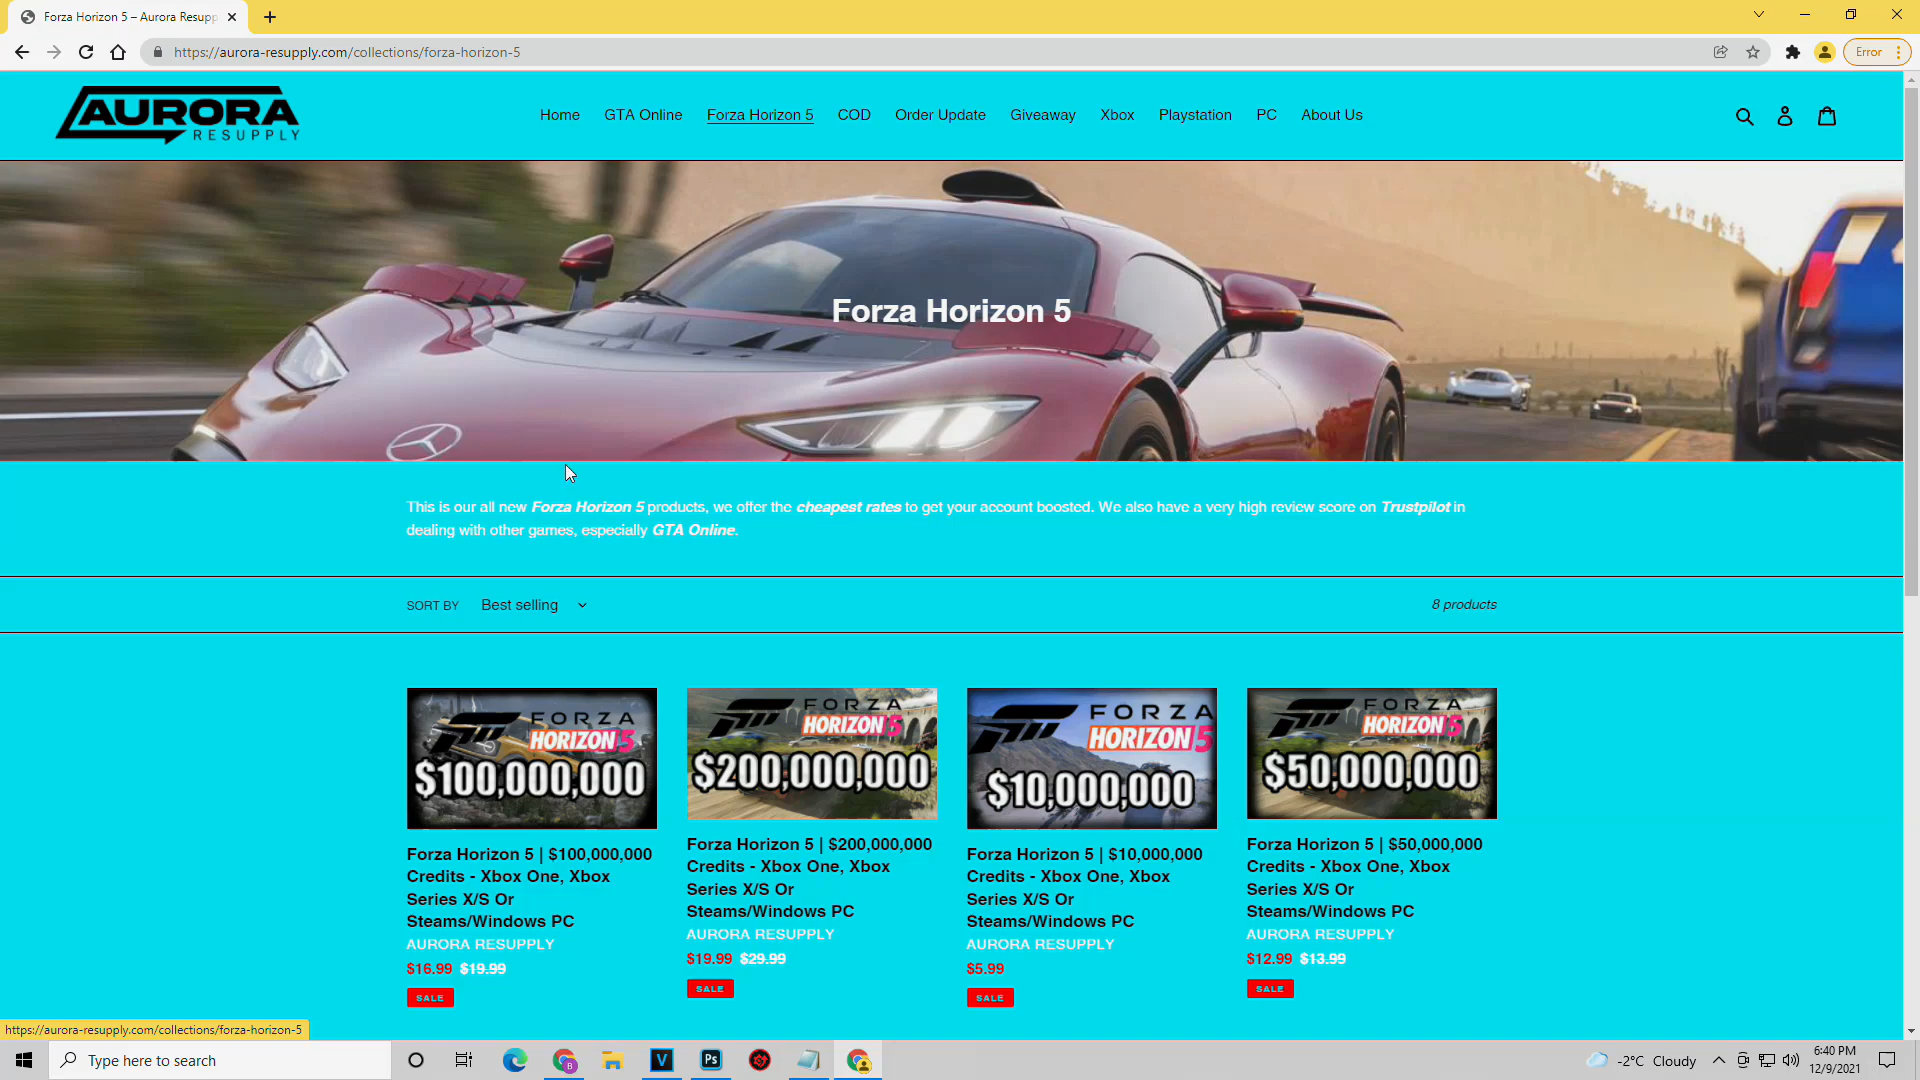 Forza Horizon 5 – Aurora Resupp
https://aurora-resupply.com/collections/forza-horizon-5
Error
AURORA
RESUPPLY
Home
GTA Online
Forza Horizon 5
COD
Order Update
Giveaway
Xbox
Playstation
PC
About Us
Forza Horizon 5
This is our all new Forza Horizon 5 products, we offer the cheapest rates to get your account boosted. We also have a very high review score on Trustpilot in
dealing with other games, especially GTA Online.
SORT BY Best selling
8 products
FORZA
HORIZON 5
$100,000,000
Forza Horizon 5 | $100,000,000
Credits - Xbox One, Xbox
Series X/S Or
Steams/Windows PC
AURORA RESUPPLY
$16.99 $19.99
SALE
FORZA
HORIZON 5
$200,000,000
Forza Horizon 5 | $200,000,000
Credits - Xbox One, Xbox
Series X/S Or
Steams/Windows PC
AURORA RESUPPLY
$19.99 $29.99
SALE
FORZA
HORIZON 5
$10,000,000
Forza Horizon 5 | $10,000,000
Credits - Xbox One, Xbox
Series X/S Or
Steams/Windows PC
AURORA RESUPPLY
$5.99
SALE
FORZA
HORIZON 5
$50,000,000
Forza Horizon 5 | $50,000,000
Credits - Xbox One, Xbox
Series X/S Or
Steams/Windows PC
AURORA RESUPPLY
$12.99 $13.99
SALE
https://aurora-resupply.com/collections/forza-horizon-5
Type here to search
B
V
Ps
-2°C Cloudy
6:40 PM
12/9/2021